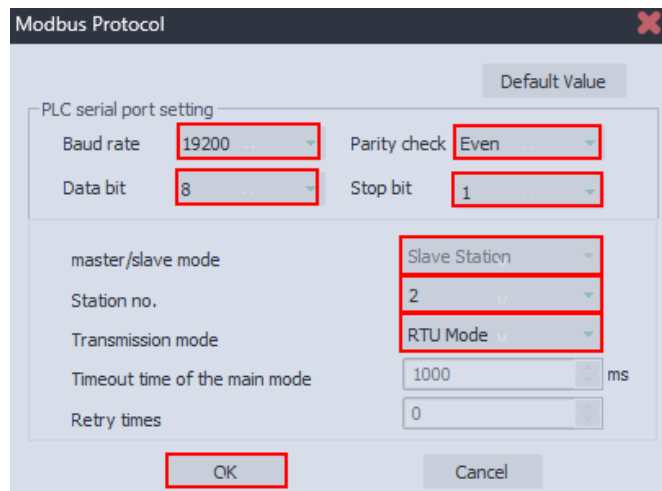 Modbus Protocol
Default Value
PLC serial port setting
Baud rate 19200 Parity check Even
Data bit 8 Stop bit 1
master/slave mode Slave Station
Station no. 2
Transmission mode RTU Mode
Timeout time of the main mode 1000 ms
Retry times 0
OK Cancel